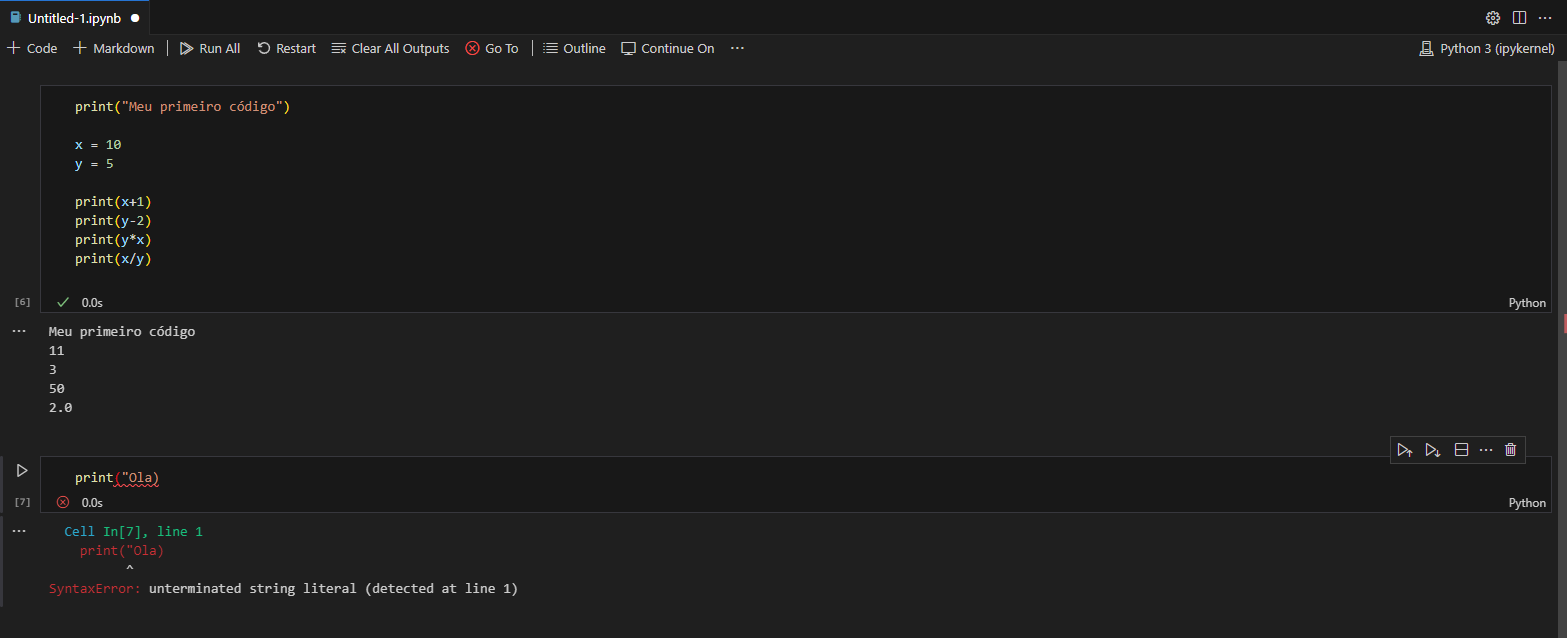 Untitled-1.ipynb
Code Markdown Run All Restart Clear All Outputs Go To Outline Continue On ... Python 3 (ipykernel)
print("Meu primeiro código")
x = 10
y = 5
print(x+1)
print(y-2)
print(y*x)
print(x/y)
[6] 0.0s Python
Meu primeiro código
11
3
50
2.0
print("Ola)
[7] 0.0s Python
Cell In[7], line 1
print("Ola)
^
SyntaxError: unterminated string literal (detected at line 1)